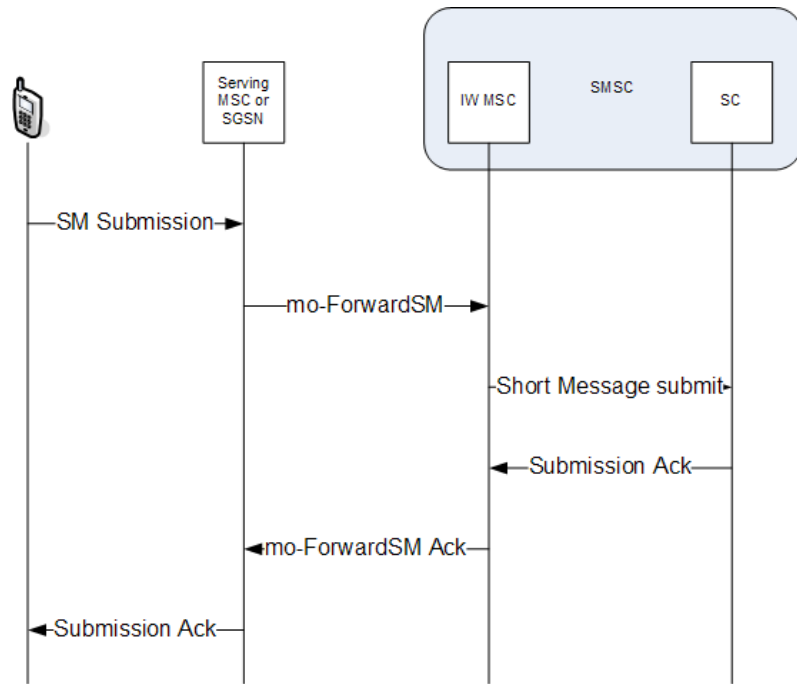 Serving
MSC or
SGSN
IW MSC
SMSC
SC
SM Submission
mo-ForwardSM
Short Message submit
Submission Ack
mo-ForwardSM Ack
Submission Ack